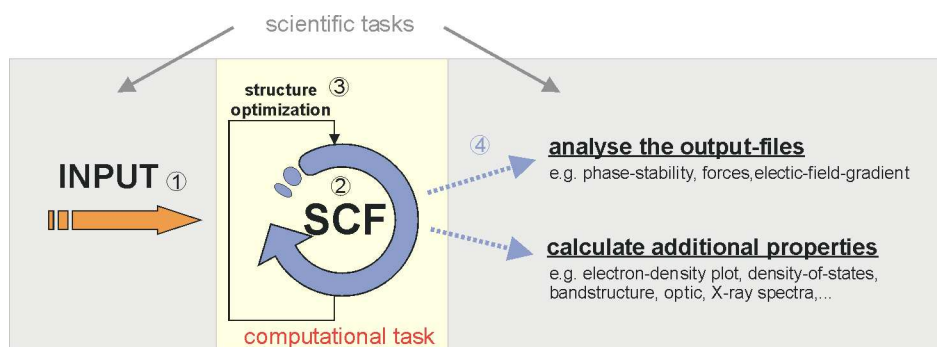 scientific tasks
structure ③
optimization
INPUT ①
②
SCF
computational task
④
analyse the output-files
e.g. phase-stability, forces,electic-field-gradient
calculate additional properties
e.g. electron-density plot, density-of-states,
bandstructure, optic, X-ray spectra,...